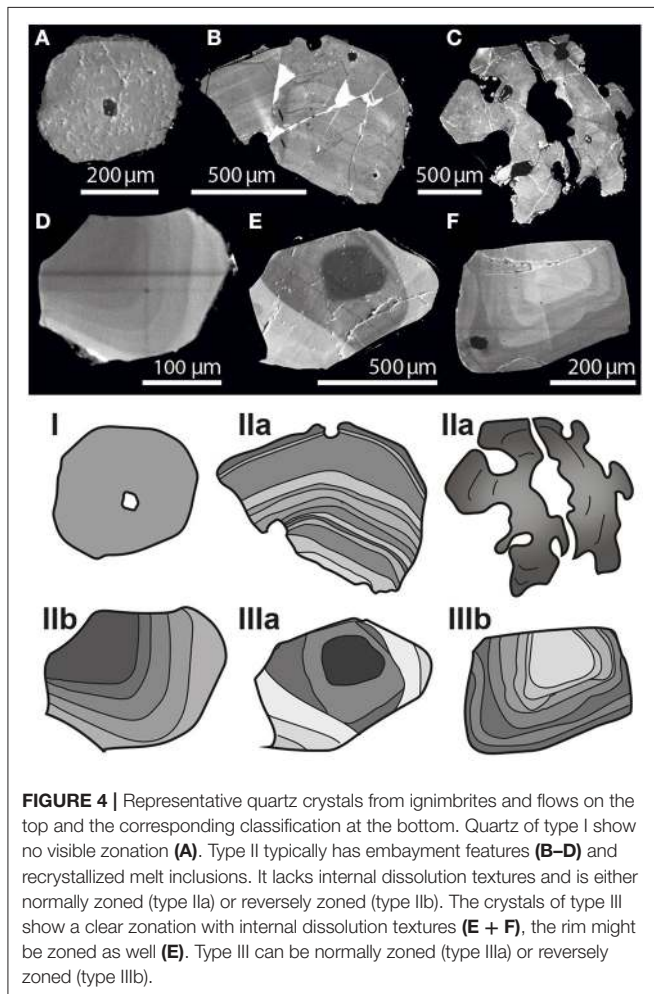 A B C
200 µm 500 µm 500 µm
D E F
100 µm 500 µm 200 µm
I IIa IIa
IIb IIIa IIIb
FIGURE 4 | Representative quartz crystals from ignimbrites and flows on the
top and the corresponding classification at the bottom. Quartz of type I show
no visible zonation (A). Type II typically has embayment features (B–D) and
recrystallized melt inclusions. It lacks internal dissolution textures and is either
normally zoned (type IIa) or reversely zoned (type IIb). The crystals of type III
show a clear zonation with internal dissolution textures (E + F), the rim might
be zoned as well (E). Type III can be normally zoned (type IIIa) or reversely
zoned (type IIIb).